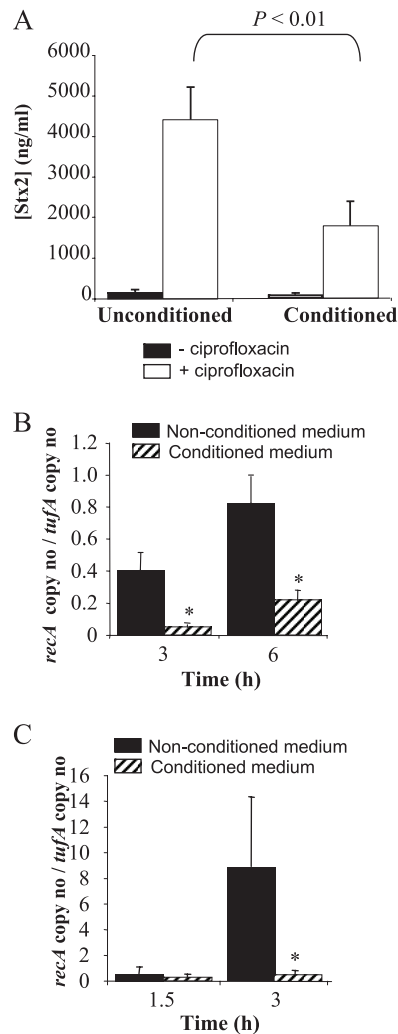 A
P < 0.01
[Stx2] (ng/ml)
6000
5000
4000
3000
2000
1000
0
Unconditioned Conditioned
- ciprofloxacin
+ ciprofloxacin
B
Non-conditioned medium
Conditioned medium
recA copy no / tufA copy no
1.2
1.0
0.8
0.6
0.4
0.2
0
*
*
3 6
Time (h)
C
Non-conditioned medium
Conditioned medium
recA copy no / tufA copy no
16
14
12
10
8
6
4
2
0
*
1.5 3
Time (h)